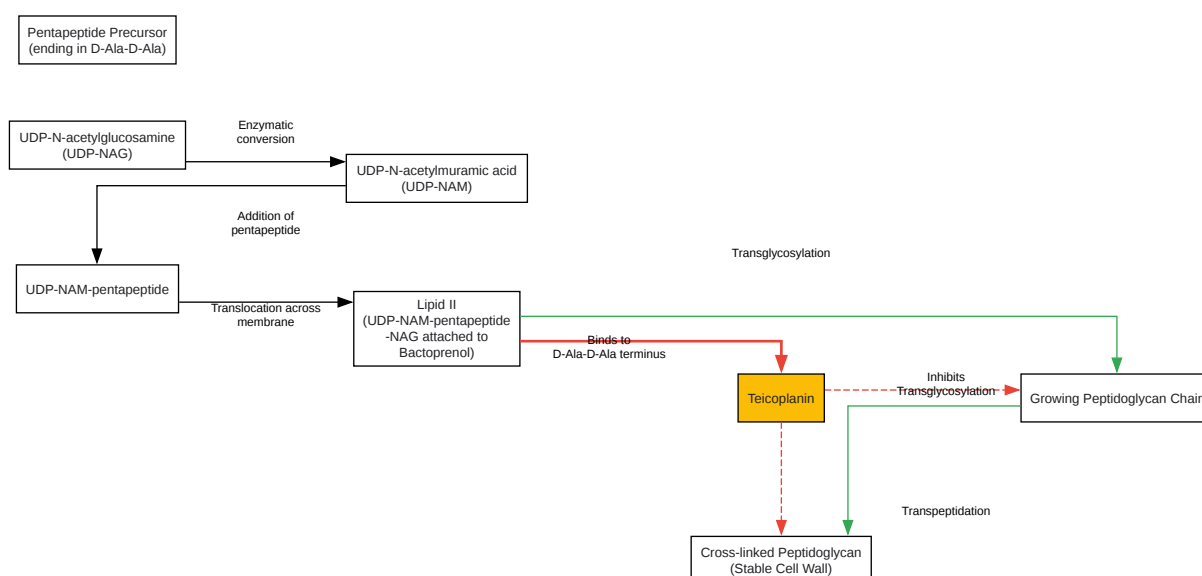 Pentapeptide Precursor
(ending in D-Ala-D-Ala)
UDP-N-acetylglucosamine
(UDP-NAG)
Enzymatic
conversion
UDP-N-acetylmuramic acid
(UDP-NAM)
Addition of
pentapeptide
UDP-NAM-pentapeptide
Translocation across
membrane
Lipid II
(UDP-NAM-pentapeptide
-NAG attached to
Bactoprenol)
Transglycosylation
Binds to
D-Ala-D-Ala terminus
Teicoplanin
Inhibits
Transglycosylation
Growing Peptidoglycan Chain
Transpeptidation
Cross-linked Peptidoglycan
(Stable Cell Wall)